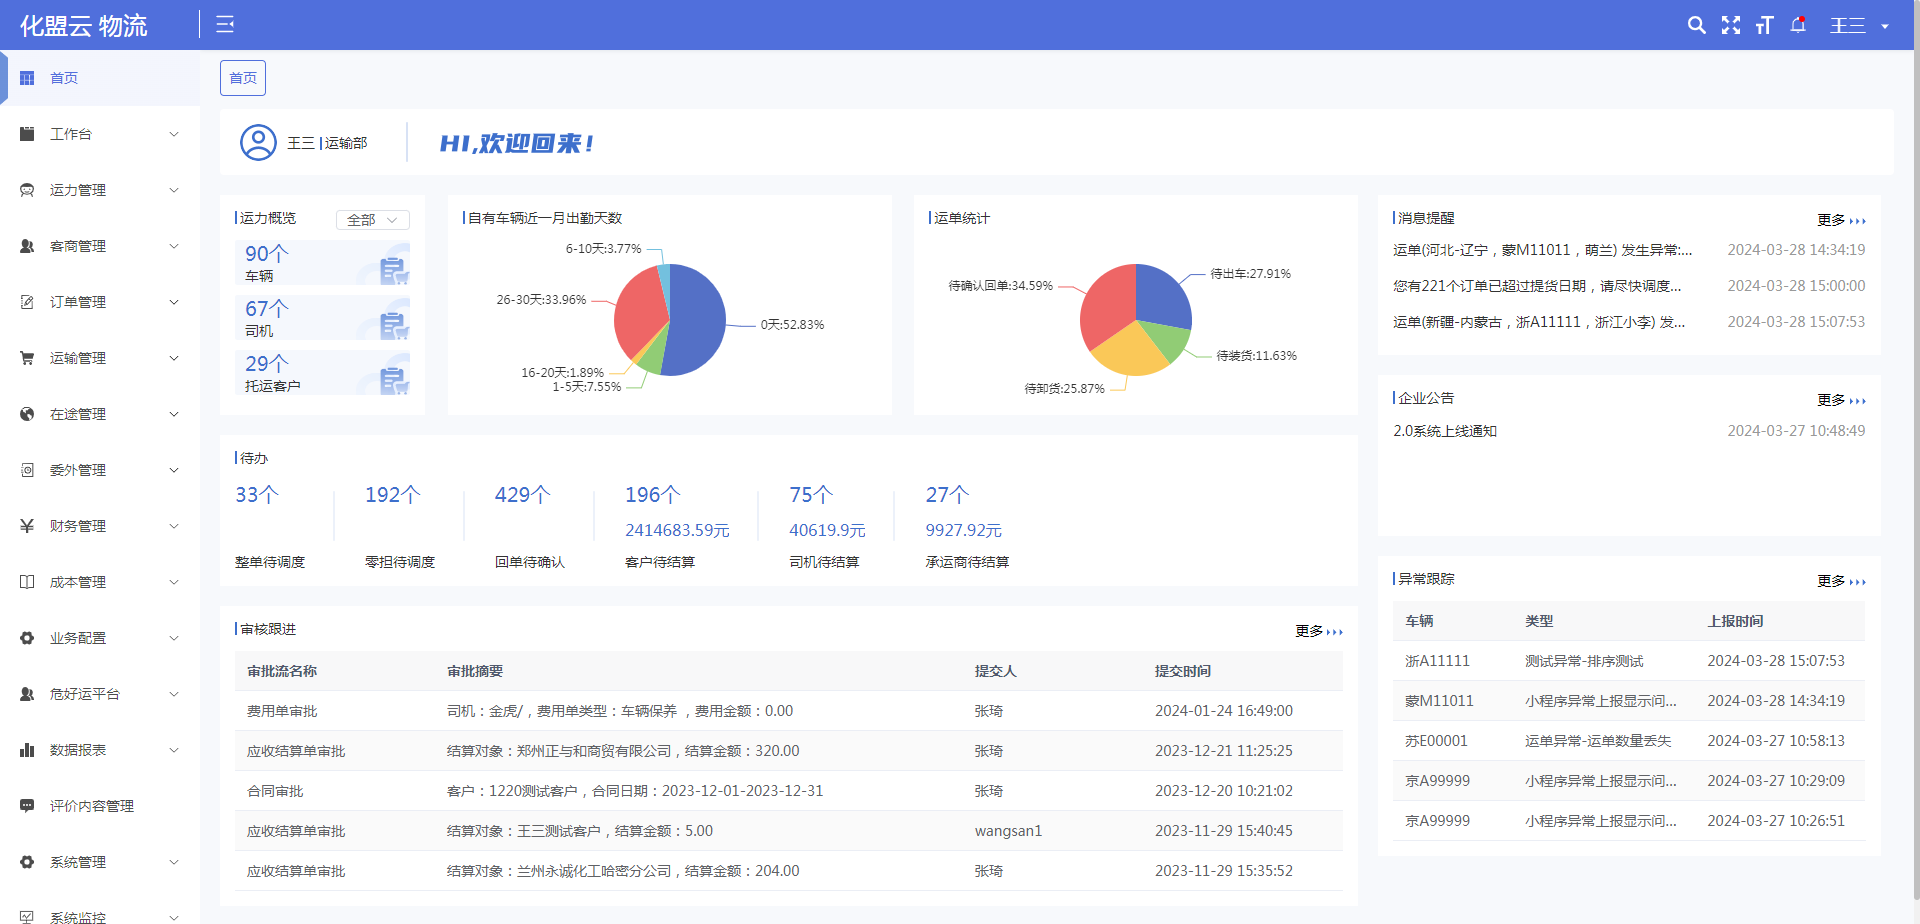 化盟云 物流
王三
首页
工作台
运力管理
客商管理
订单管理
运输管理
在途管理
委外管理
财务管理
成本管理
业务配置
危好运平台
数据报表
评价内容管理
系统管理
系统监控
首页
王三 | 运输部
HI,欢迎回来!
运力概览
全部
90个
车辆
67个
司机
29个
托运客户
自有车辆近一月出勤天数
6-10天:3.77%
26-30天:33.96%
0天:52.83%
16-20天:1.89%
1-5天:7.55%
运单统计
待出车:27.91%
待确认回单:34.59%
待装货:11.63%
待卸货:25.87%
消息提醒
更多
运单(河北-辽宁，蒙M11011，萌兰) 发生异常:... 2024-03-28 14:34:19
您有221个订单已超过提货日期，请尽快调度... 2024-03-28 15:00:00
运单(新疆-内蒙古，浙A11111，浙江小李) 发... 2024-03-28 15:07:53
企业公告
更多
2.0系统上线通知 2024-03-27 10:48:49
待办
33个 192个 429个 196个 75个 27个
2414683.59元 40619.9元 9927.92元
整单待调度 零担待调度 回单待确认 客户待结算 司机待结算 承运商待结算
审核跟进
更多
审批流名称 审批摘要 提交人 提交时间
费用单审批 司机：金虎/，费用单类型：车辆保养 ，费用金额：0.00 张琦 2024-01-24 16:49:00
应收结算单审批 结算对象：郑州正与和商贸有限公司，结算金额：320.00 张琦 2023-12-21 11:25:25
合同审批 客户：1220测试客户，合同日期：2023-12-01-2023-12-31 张琦 2023-12-20 10:21:02
应收结算单审批 结算对象：王三测试客户，结算金额：5.00 wangsan1 2023-11-29 15:40:45
应收结算单审批 结算对象：兰州永诚化工哈密分公司，结算金额：204.00 张琦 2023-11-29 15:35:52
异常跟踪
更多
车辆 类型 上报时间
浙A11111 测试异常-排序测试 2024-03-28 15:07:53
蒙M11011 小程序异常上报显示问... 2024-03-28 14:34:19
苏E00001 运单异常-运单数量丢失 2024-03-27 10:58:13
京A99999 小程序异常上报显示问... 2024-03-27 10:29:09
京A99999 小程序异常上报显示问... 2024-03-27 10:26:51